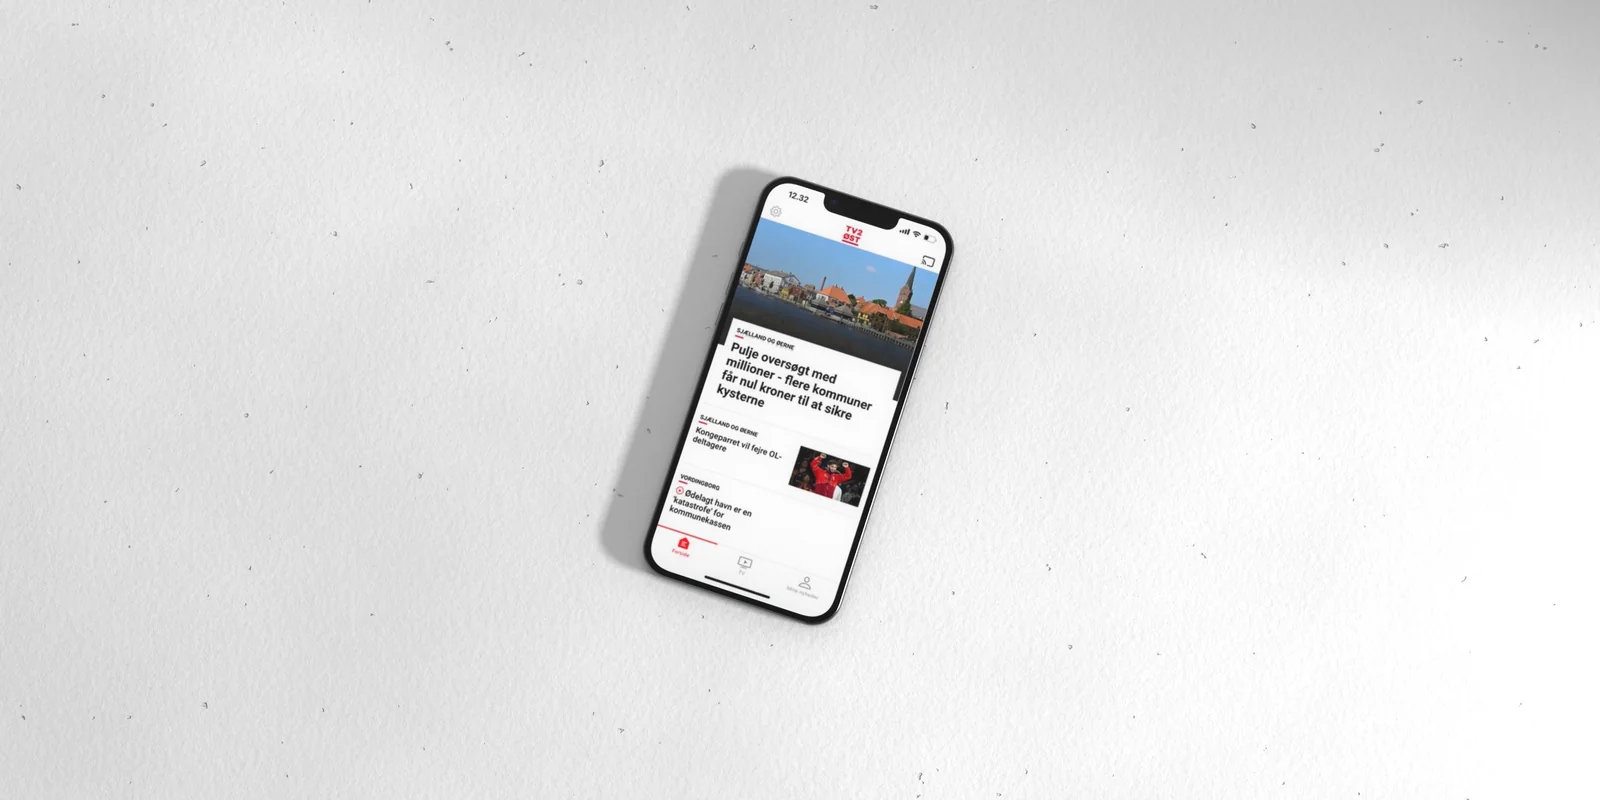 12.32
TV2
ØST
SJÆLLAND OG ØERNE
Pulje oversøgt med
millioner - flere kommuner
får nul kroner til at sikre
kysterne
SJÆLLAND OG ØERNE
Kongeparret vil fejre OL-
deltagere
VORDINGBORG
Ødelagt havn er en
'katastrofe' for
kommunekassen
Forside
TV
Mine nyheder